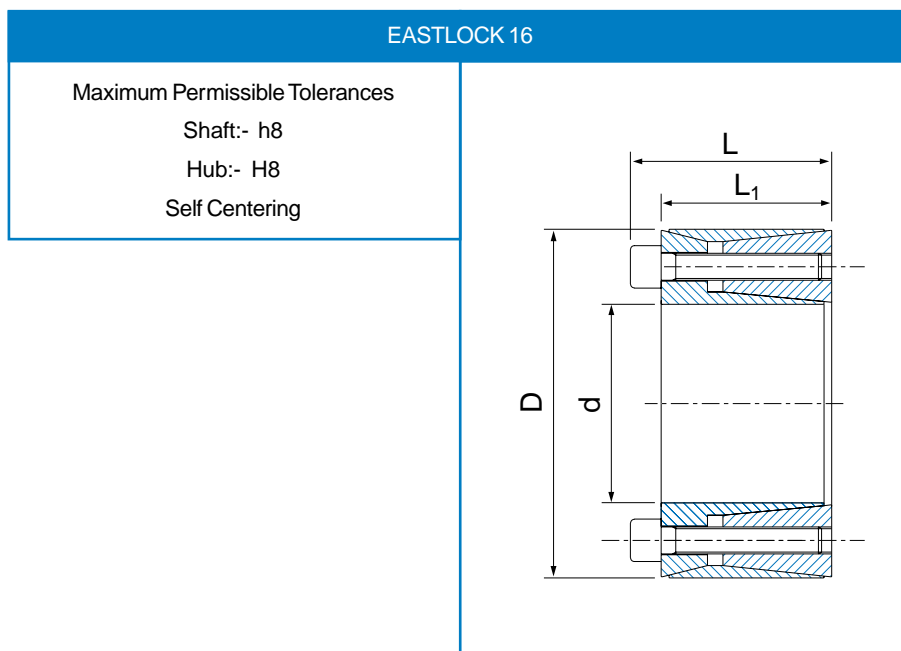 EASTLOCK 16
Maximum Permissible Tolerances
Shaft:- h8
Hub:- H8
Self Centering
L
L₁
D
d